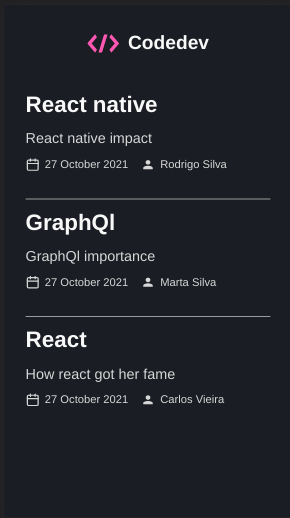 </> Codedev
React native
React native impact
27 October 2021 Rodrigo Silva
GraphQl
GraphQl importance
27 October 2021 Marta Silva
React
How react got her fame
27 October 2021 Carlos Vieira